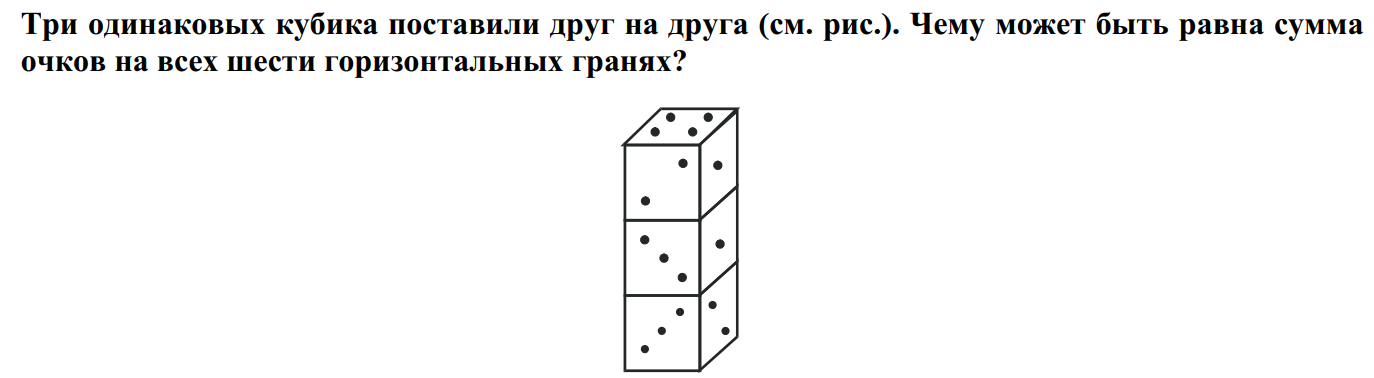 Три одинаковых кубика поставили друг на друга (см. рис.). Чему может быть равна сумма
очков на всех шести горизонтальных гранях?